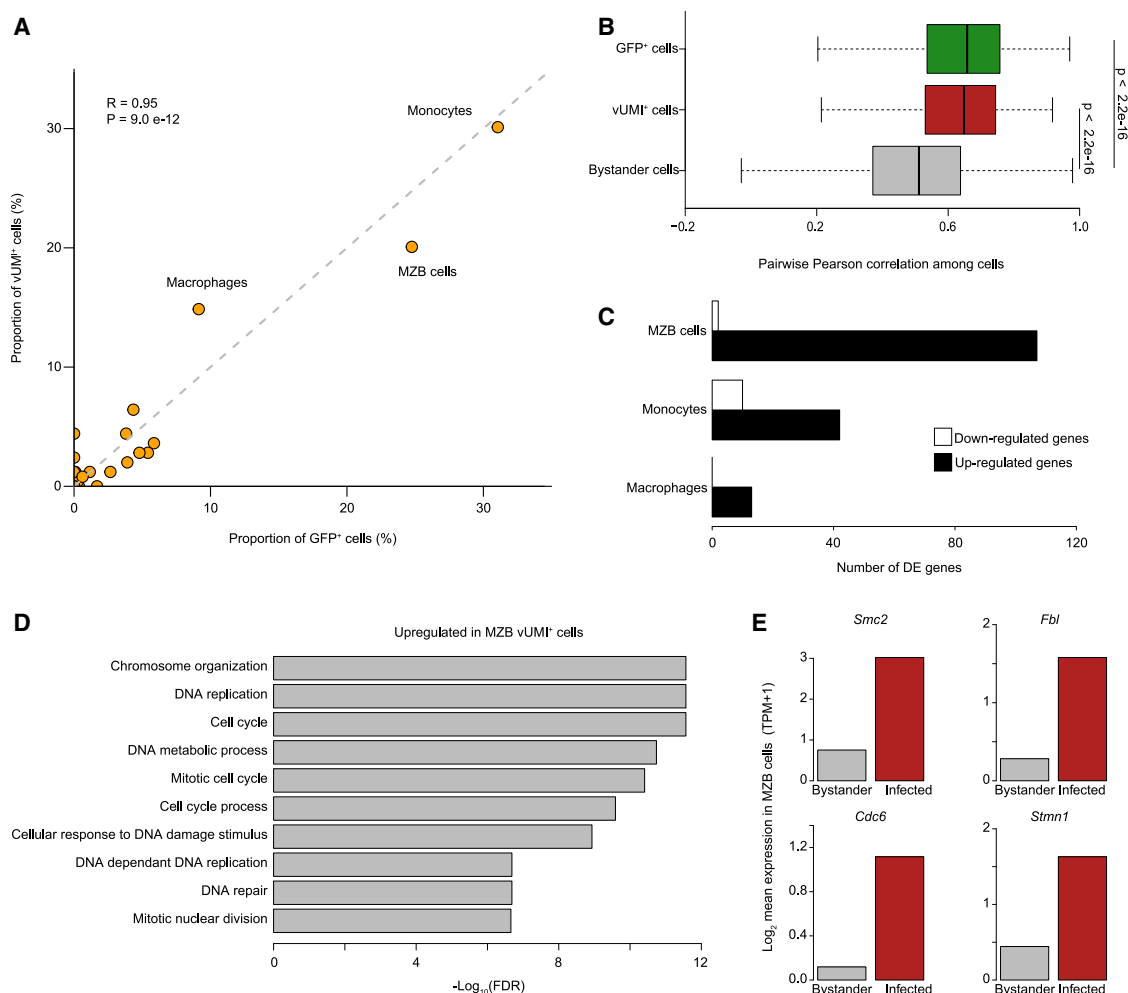 A
R = 0.95
P = 9.0 e-12
Monocytes
MZB cells
Macrophages
Proportion of vUMI⁺ cells (%)
30
20
10
0
0
10
20
30
Proportion of GFP⁺ cells (%)
B
GFP⁺ cells
vUMI⁺ cells
Bystander cells
p < 2.2e-16
p < 2.2e-16
−0.2
0.2
0.6
1.0
Pairwise Pearson correlation among cells
C
MZB cells
Monocytes
Macrophages
Down-regulated genes
Up-regulated genes
0
40
80
120
Number of DE genes
D
Upregulated in MZB vUMI⁺ cells
Chromosome organization
DNA replication
Cell cycle
DNA metabolic process
Mitotic cell cycle
Cell cycle process
Cellular response to DNA damage stimulus
DNA dependant DNA replication
DNA repair
Mitotic nuclear division
0
4
6
8
10
12
-Log₁₀(FDR)
E
Log₂ mean expression in MZB cells (TPM+1)
Smc2
3
2
1
0
Bystander Infected
Fbl
2
1
0
Bystander Infected
Cdc6
1.2
0.9
0.6
0.3
0.0
Bystander Infected
Stmn1
2
1
0
Bystander Infected